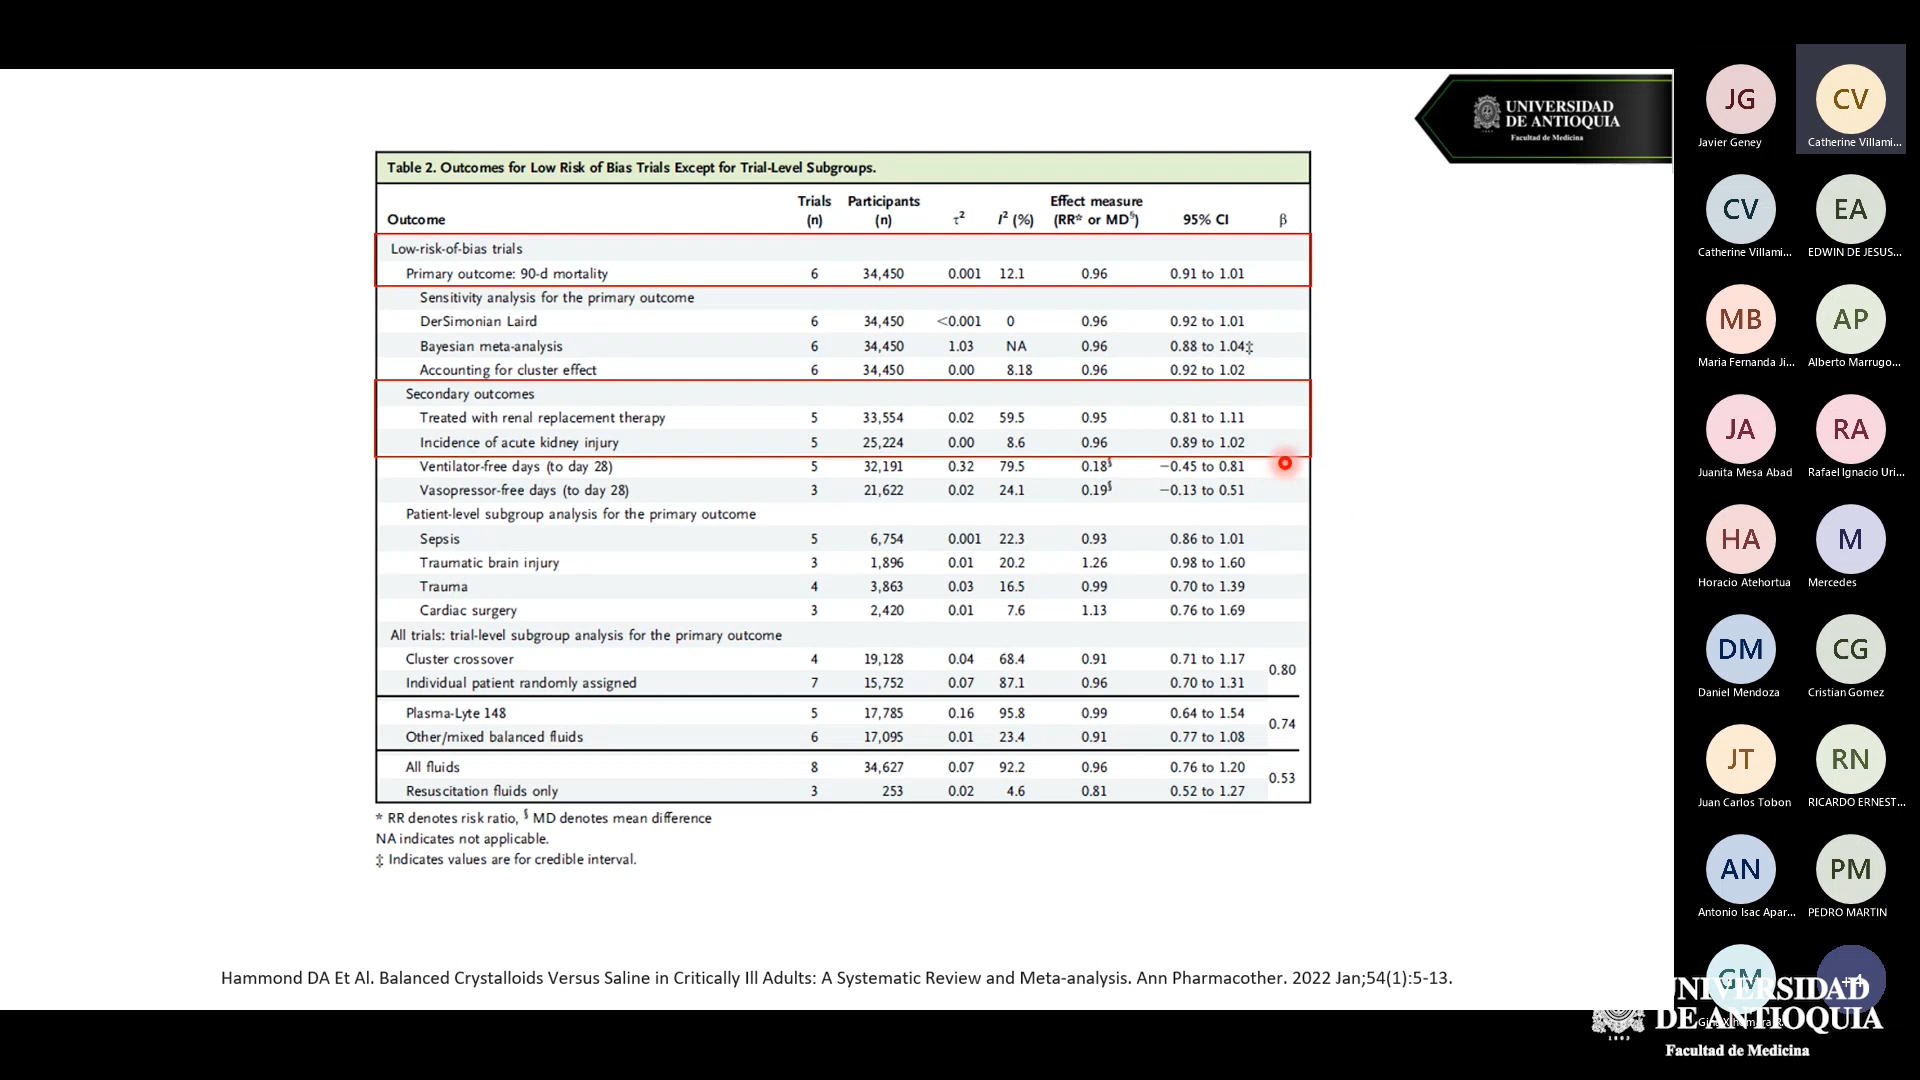 UNIVERSIDAD
DE ANTIOQUIA
Facultad de Medicina
Table 2. Outcomes for Low Risk of Bias Trials Except for Trial-Level Subgroups.
Outcome Trials (n) Participants (n) τ² I² (%) Effect measure (RR* or MD§) 95% CI β
Low-risk-of-bias trials
Primary outcome: 90-d mortality 6 34,450 0.001 12.1 0.96 0.91 to 1.01
Sensitivity analysis for the primary outcome
DerSimonian Laird 6 34,450 <0.001 0 0.96 0.92 to 1.01
Bayesian meta-analysis 6 34,450 1.03 NA 0.96 0.88 to 1.04‡
Accounting for cluster effect 6 34,450 0.00 8.18 0.96 0.92 to 1.02
Secondary outcomes
Treated with renal replacement therapy 5 33,554 0.02 59.5 0.95 0.81 to 1.11
Incidence of acute kidney injury 5 25,224 0.00 8.6 0.96 0.89 to 1.02
Ventilator-free days (to day 28) 5 32,191 0.32 79.5 0.18§ −0.45 to 0.81
Vasopressor-free days (to day 28) 3 21,622 0.02 24.1 0.19§ −0.13 to 0.51
Patient-level subgroup analysis for the primary outcome
Sepsis 5 6,754 0.001 22.3 0.93 0.86 to 1.01
Traumatic brain injury 3 1,896 0.01 20.2 1.26 0.98 to 1.60
Trauma 4 3,863 0.03 16.5 0.99 0.70 to 1.39
Cardiac surgery 3 2,420 0.01 7.6 1.13 0.76 to 1.69
All trials: trial-level subgroup analysis for the primary outcome
Cluster crossover 4 19,128 0.04 68.4 0.91 0.71 to 1.17
0.80
Individual patient randomly assigned 7 15,752 0.07 87.1 0.96 0.70 to 1.31
Plasma-Lyte 148 5 17,785 0.16 95.8 0.99 0.64 to 1.54
0.74
Other/mixed balanced fluids 6 17,095 0.01 23.4 0.91 0.77 to 1.08
All fluids 8 34,627 0.07 92.2 0.96 0.76 to 1.20
0.53
Resuscitation fluids only 3 253 0.02 4.6 0.81 0.52 to 1.27
* RR denotes risk ratio, § MD denotes mean difference
NA indicates not applicable.
‡ Indicates values are for credible interval.
Hammond DA Et Al. Balanced Crystalloids Versus Saline in Critically Ill Adults: A Systematic Review and Meta-analysis. Ann Pharmacother. 2022 Jan;54(1):5-13.
JG CV
Javier Geney Catherine Villami...
CV EA
Catherine Villami... EDWIN DE JESUS...
MB AP
Maria Fernanda Ji... Alberto Marrugo...
JA RA
Juanita Mesa Abad Rafael Ignacio Uri...
HA M
Horacio Atehortua Mercedes
DM CG
Daniel Mendoza Cristian Gomez
JT RN
Juan Carlos Tobon RICARDO ERNEST...
AN PM
Antonio Isac Apar... PEDRO MARTIN
GM +4
UNIVERSIDAD
DE ANTIOQUIA
1803
Facultad de Medicina